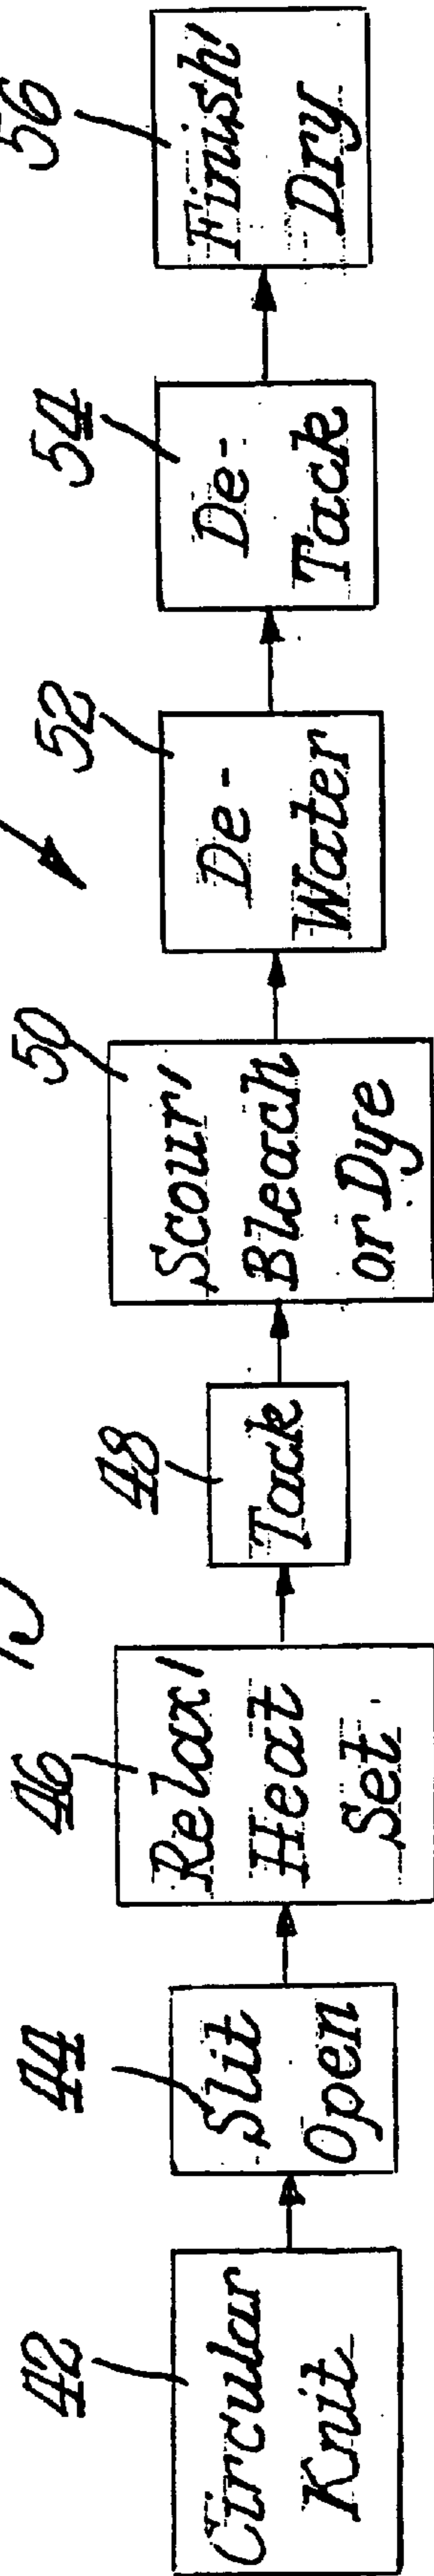 42
Circular
Knit
44
Slit
Open
46
Relax/
Heat
Set
48
Tack
50
Scour/
Bleach
or Dye
52
De-
Water
54
De-
Tack
56
Finish/
Dry